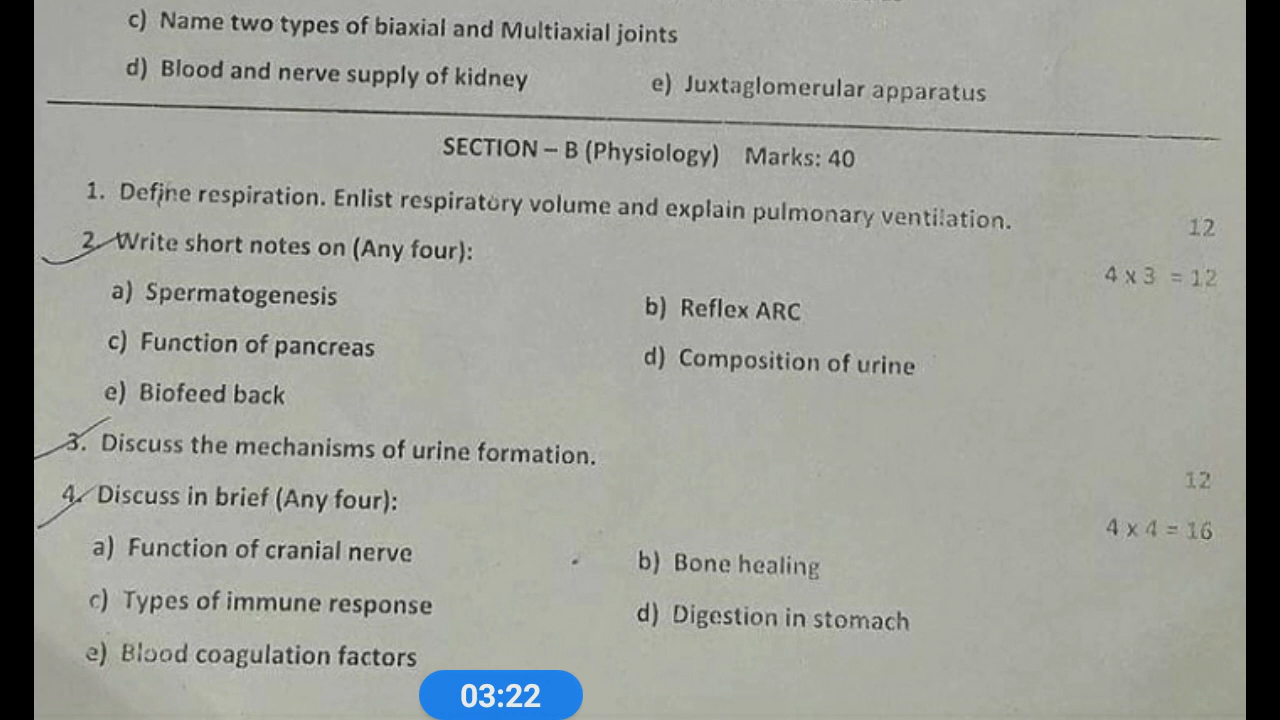 c) Name two types of biaxial and Multiaxial joints
d) Blood and nerve supply of kidney e) Juxtaglomerular apparatus
SECTION – B (Physiology) Marks: 40
1. Define respiration. Enlist respiratory volume and explain pulmonary ventilation. 12
2. Write short notes on (Any four): 4 x 3 = 12
a) Spermatogenesis b) Reflex ARC
c) Function of pancreas d) Composition of urine
e) Biofeed back
3. Discuss the mechanisms of urine formation. 12
4. Discuss in brief (Any four): 4 x 4 = 16
a) Function of cranial nerve b) Bone healing
c) Types of immune response d) Digestion in stomach
e) Blood coagulation factors
03:22